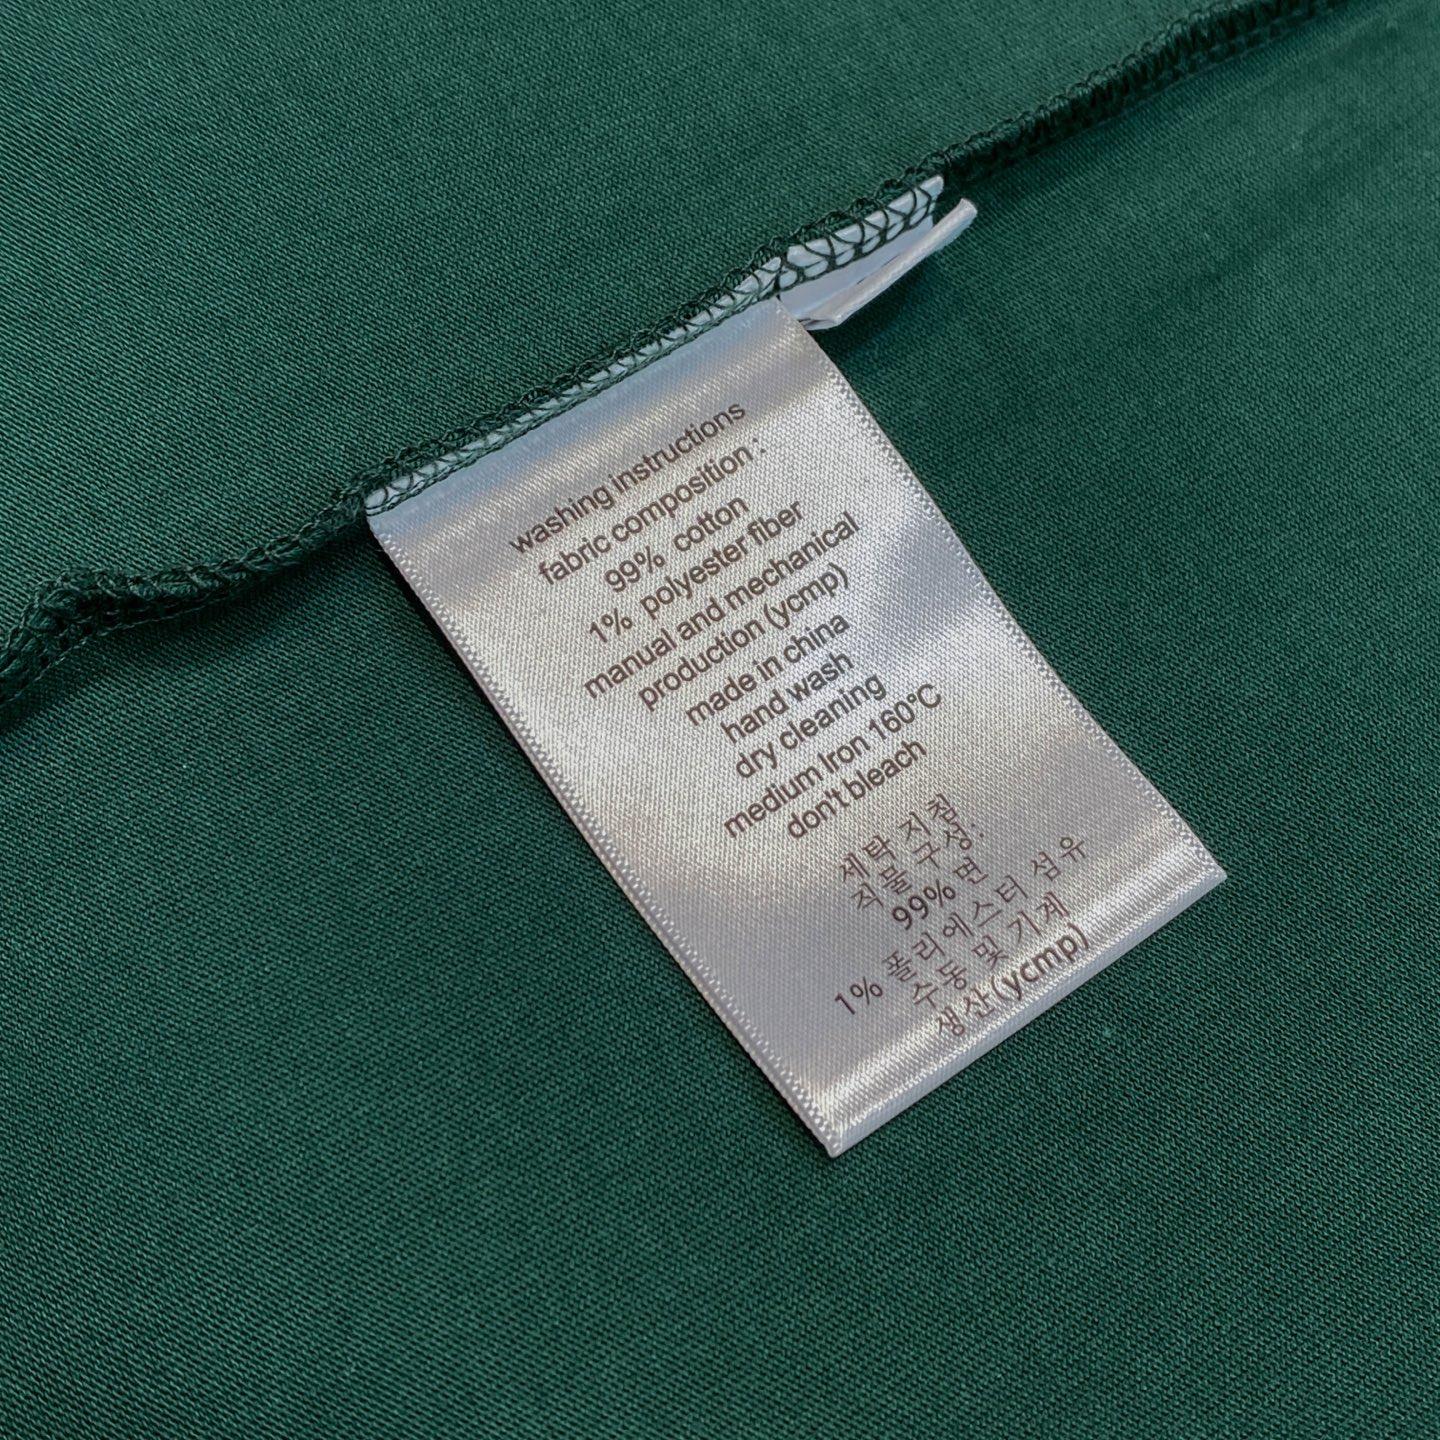 washing instructions
fabric composition :
99% cotton
1% polyester fiber
manual and mechanical
production (ycmp)
made in china
hand wash
dry cleaning
medium Iron 160°C
don't bleach
세탁 지침
직물 구성:
99% 면
1% 폴리에스터 섬유
수동 및 기계
생산(ycmp)